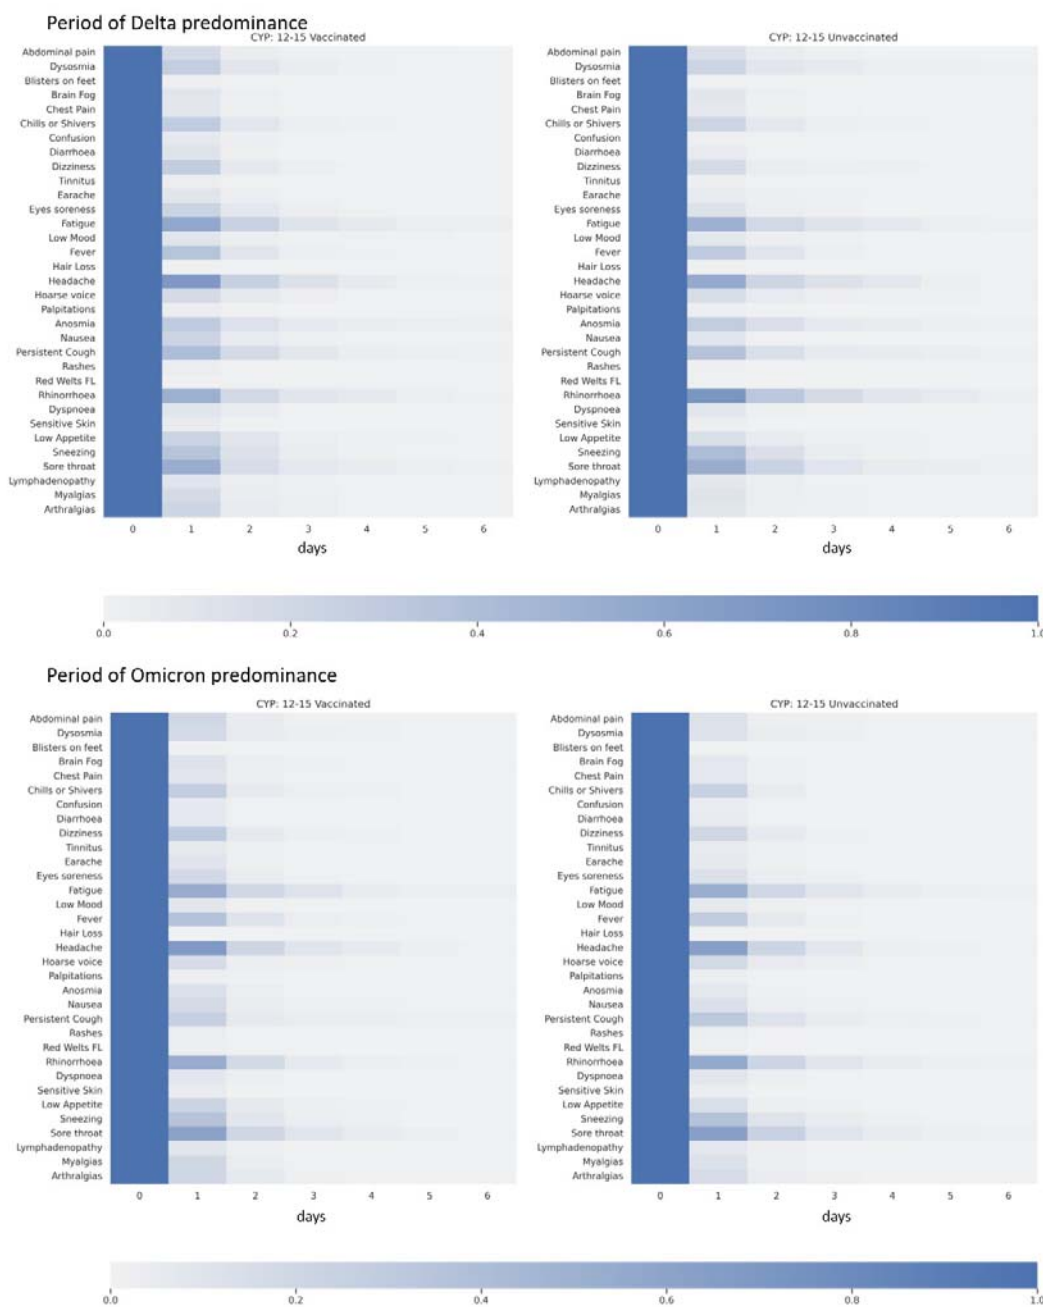 Period of Delta predominance
CYP: 12-15 Vaccinated
Abdominal pain
Dysosmia
Blisters on feet
Brain Fog
Chest Pain
Chills or Shivers
Confusion
Diarrhoea
Dizziness
Tinnitus
Earache
Eyes soreness
Fatigue
Low Mood
Fever
Hair Loss
Headache
Hoarse voice
Palpitations
Anosmia
Nausea
Persistent Cough
Rashes
Red Welts FL
Rhinorrhoea
Dyspnoea
Sensitive Skin
Low Appetite
Sneezing
Sore throat
Lymphadenopathy
Myalgias
Arthralgias
0 1 2 3 4 5 6
days
CYP: 12-15 Unvaccinated
Abdominal pain
Dysosmia
Blisters on feet
Brain Fog
Chest Pain
Chills or Shivers
Confusion
Diarrhoea
Dizziness
Tinnitus
Earache
Eyes soreness
Fatigue
Low Mood
Fever
Hair Loss
Headache
Hoarse voice
Palpitations
Anosmia
Nausea
Persistent Cough
Rashes
Red Welts FL
Rhinorrhoea
Dyspnoea
Sensitive Skin
Low Appetite
Sneezing
Sore throat
Lymphadenopathy
Myalgias
Arthralgias
0 1 2 3 4 5 6
days
0.0 0.2 0.4 0.6 0.8 1.0
Period of Omicron predominance
CYP: 12-15 Vaccinated
Abdominal pain
Dysosmia
Blisters on feet
Brain Fog
Chest Pain
Chills or Shivers
Confusion
Diarrhoea
Dizziness
Tinnitus
Earache
Eyes soreness
Fatigue
Low Mood
Fever
Hair Loss
Headache
Hoarse voice
Palpitations
Anosmia
Nausea
Persistent Cough
Rashes
Red Welts FL
Rhinorrhoea
Dyspnoea
Sensitive Skin
Low Appetite
Sneezing
Sore throat
Lymphadenopathy
Myalgias
Arthralgias
0 1 2 3 4 5 6
days
CYP: 12-15 Unvaccinated
Abdominal pain
Dysosmia
Blisters on feet
Brain Fog
Chest Pain
Chills or Shivers
Confusion
Diarrhoea
Dizziness
Tinnitus
Earache
Eyes soreness
Fatigue
Low Mood
Fever
Hair Loss
Headache
Hoarse voice
Palpitations
Anosmia
Nausea
Persistent Cough
Rashes
Red Welts FL
Rhinorrhoea
Dyspnoea
Sensitive Skin
Low Appetite
Sneezing
Sore throat
Lymphadenopathy
Myalgias
Arthralgias
0 1 2 3 4 5 6
days
0.0 0.2 0.4 0.6 0.8 1.0